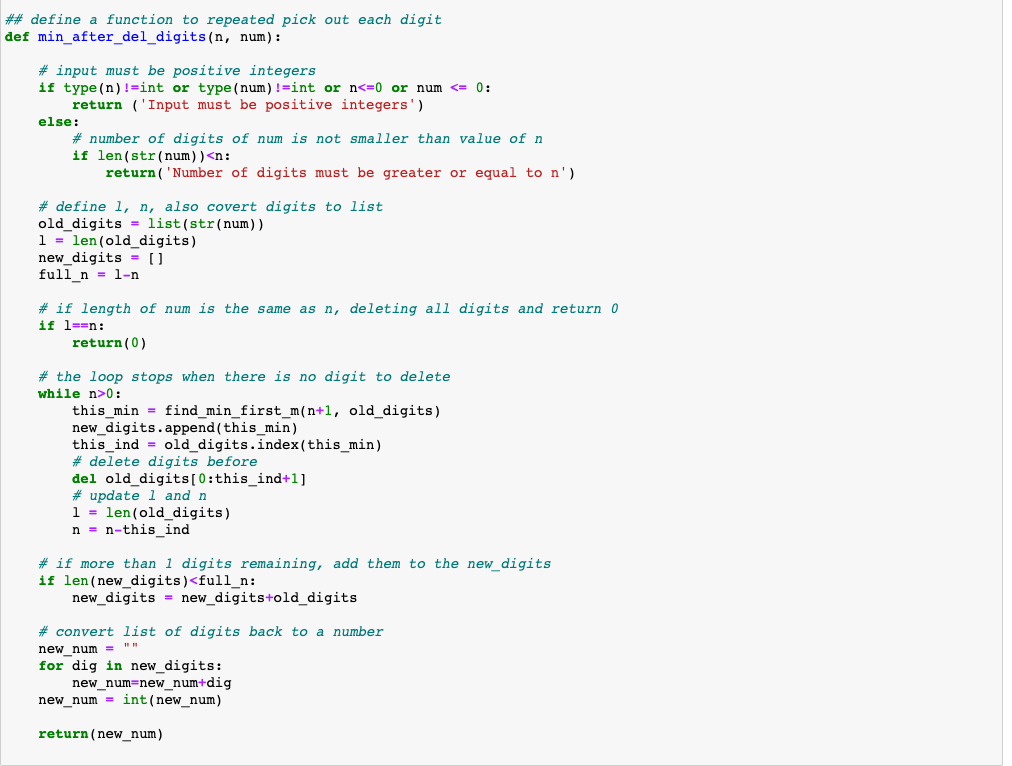 ## define a function to repeated pick out each digit
def min_after_del_digits(n, num):
    # input must be positive integers
    if type(n)!=int or type(num)!=int or n<=0 or num <= 0:
        return ('Input must be positive integers')
    else:
        # number of digits of num is not smaller than value of n
        if len(str(num))<n:
            return('Number of digits must be greater or equal to n')
    # define l, n, also covert digits to list
    old_digits = list(str(num))
    l = len(old_digits)
    new_digits = []
    full_n = l-n
    # if length of num is the same as n, deleting all digits and return 0
    if l==n:
        return(0)
    # the loop stops when there is no digit to delete
    while n>0:
        this_min = find_min_first_m(n+1, old_digits)
        new_digits.append(this_min)
        this_ind = old_digits.index(this_min)
        # delete digits before
        del old_digits[0:this_ind+1]
        # update l and n
        l = len(old_digits)
        n = n-this_ind
    # if more than 1 digits remaining, add them to the new_digits
    if len(new_digits)<full_n:
        new_digits = new_digits+old_digits
    # convert list of digits back to a number
    new_num = ""
    for dig in new_digits:
        new_num=new_num+dig
    new_num = int(new_num)
    return(new_num)